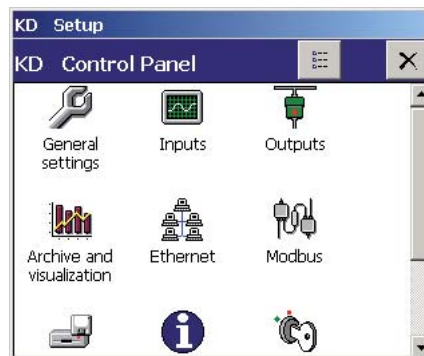 KD Setup
KD Control Panel
General settings
Inputs
Outputs
Archive and visualization
Ethernet
Modbus